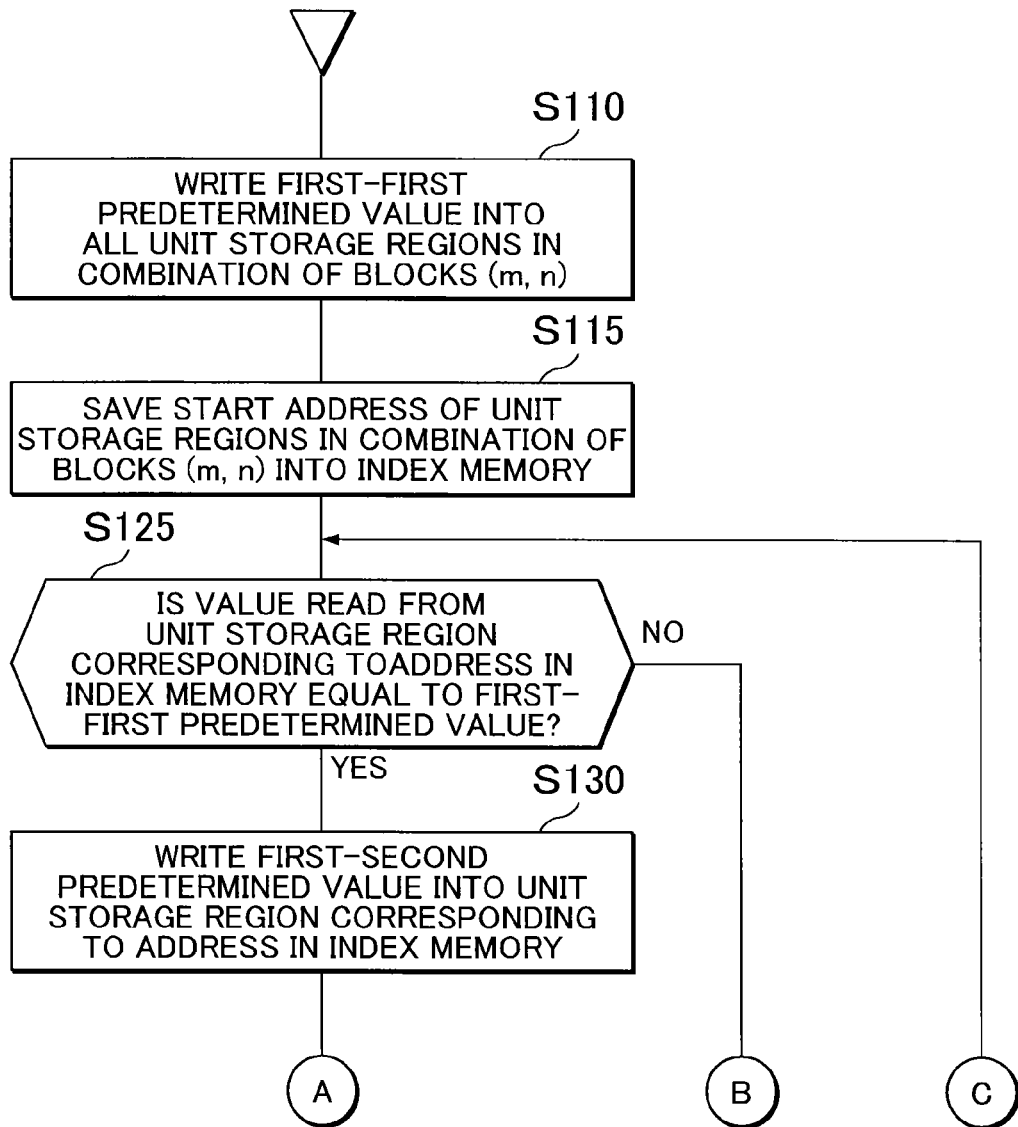 S110
WRITE FIRST-FIRST
PREDETERMINED VALUE INTO
ALL UNIT STORAGE REGIONS IN
COMBINATION OF BLOCKS (m, n)
S115
SAVE START ADDRESS OF UNIT
STORAGE REGIONS IN COMBINATION OF
BLOCKS (m, n) INTO INDEX MEMORY
S125
IS VALUE READ FROM
UNIT STORAGE REGION
CORRESPONDING TOADDRESS IN
INDEX MEMORY EQUAL TO FIRST-
FIRST PREDETERMINED VALUE?
NO
YES
S130
WRITE FIRST-SECOND
PREDETERMINED VALUE INTO UNIT
STORAGE REGION CORRESPONDING
TO ADDRESS IN INDEX MEMORY
A
B
C